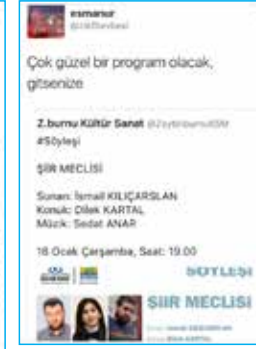 esmanur
Çok güzel bir program olacak,
gitsenize
Z.burnu Kültür Sanat @ZeytinburnuKSM
#Söyleşi
ŞİİR MECLİSİ
Sunan: İsmail KILIÇARSLAN
Konuk: Dilek KARTAL
Müzik: Sedat ANAR
16 Ocak Çarşamba, Saat: 19.00
SÖYLEŞİ
ŞİİR MECLİSİ